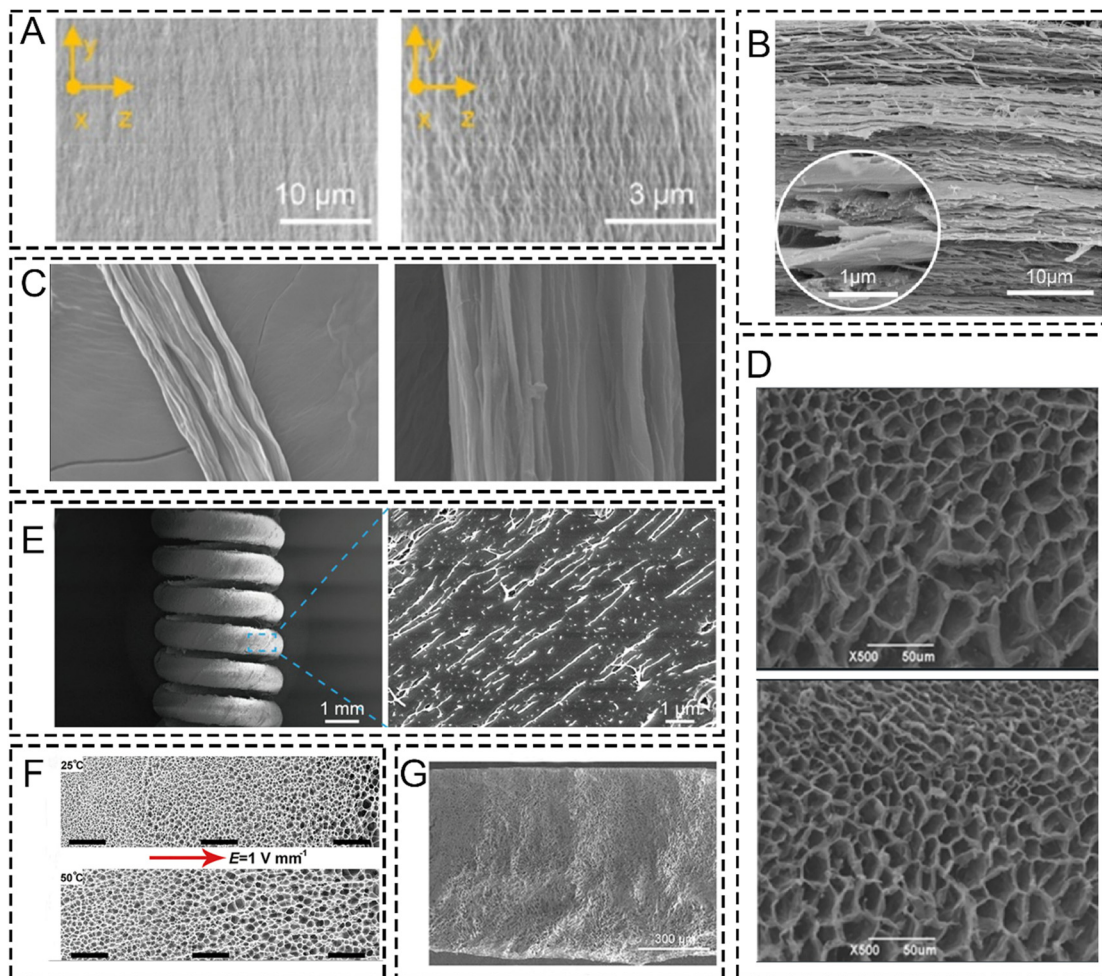 A
y
x z
10 μm
y
x z
3 μm
B
1μm
10μm
C
D
X500 50um
X500 50um
E
1 mm
1 μm
F
25℃
E=1 V mm⁻¹
50℃
G
300 μm